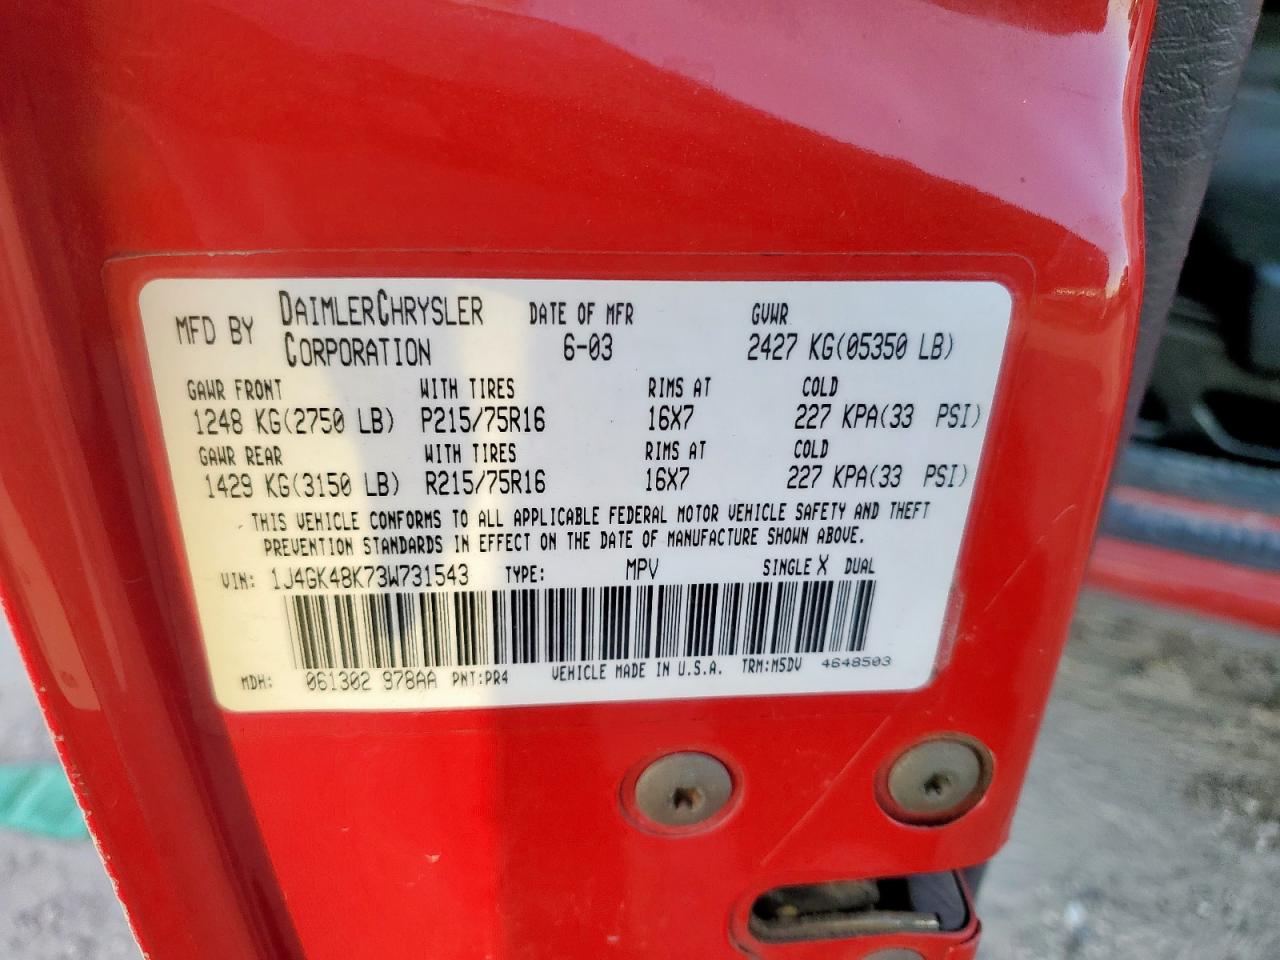 MFD BY DAIMLERCHRYSLER CORPORATION DATE OF MFR 6-03 GVWR 2427 KG(05350 LB)
GAWR FRONT WITH TIRES RIMS AT COLD
1248 KG(2750 LB) P215/75R16 16X7 227 KPA(33 PSI)
GAWR REAR WITH TIRES RIMS AT COLD
1429 KG(3150 LB) R215/75R16 16X7 227 KPA(33 PSI)
THIS VEHICLE CONFORMS TO ALL APPLICABLE FEDERAL MOTOR VEHICLE SAFETY AND THEFT
PREVENTION STANDARDS IN EFFECT ON THE DATE OF MANUFACTURE SHOWN ABOVE.
VIN: 1J4GK48K73W731543 TYPE: MPV SINGLE X DUAL
MDH: 061302 978AA PNT:PR4 VEHICLE MADE IN U.S.A. TRM:M5DV 4648503